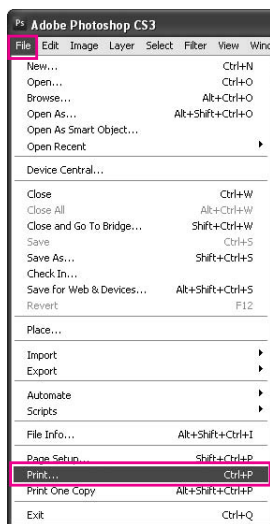 Ps Adobe Photoshop CS3
File Edit Image Layer Select Filter View
New... Ctrl+N
Open... Ctrl+O
Browse... Alt+Ctrl+O
Open As... Alt+Shift+Ctrl+O
Open As Smart Object...
Open Recent
Device Central...
Close Ctrl+W
Close All Alt+Ctrl+W
Close and Go To Bridge... Shift+Ctrl+W
Save Ctrl+S
Save As... Shift+Ctrl+S
Check In...
Save for Web & Devices... Alt+Shift+Ctrl+S
Revert F12
Place...
Import
Export
Automate
Scripts
File Info... Alt+Shift+Ctrl+I
Page Setup... Shift+Ctrl+P
Print... Ctrl+P
Print One Copy Alt+Shift+Ctrl+P
Exit Ctrl+Q